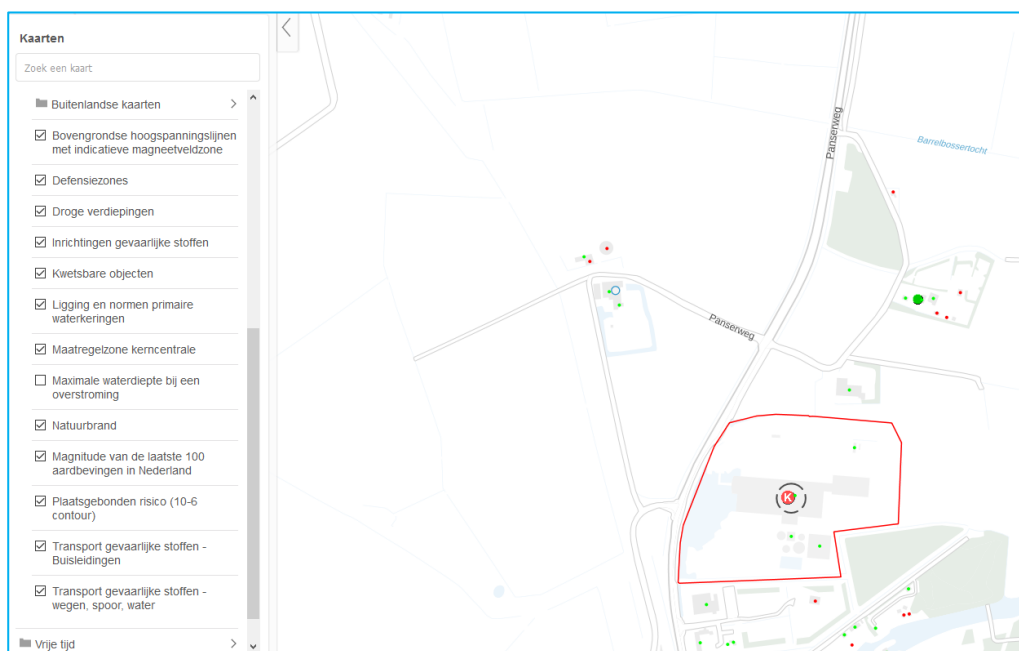 Kaarten
Zoek een kaart
Buitenlandse kaarten
Bovengrondse hoogspanningslijnen
met indicatieve magneetveldzone
Defensiezones
Droge verdiepingen
Inrichtingen gevaarlijke stoffen
Kwetsbare objecten
Ligging en normen primaire
waterkeringen
Maatregelzone kerncentrale
Maximale waterdiepte bij een
overstroming
Natuurbrand
Magnitude van de laatste 100
aardbevingen in Nederland
Plaatsgebonden risico (10-6
contour)
Transport gevaarlijke stoffen -
Buisleidingen
Transport gevaarlijke stoffen -
wegen, spoor, water
Vrije tijd
Panserweg
Barrelbossertocht
Panserweg
K